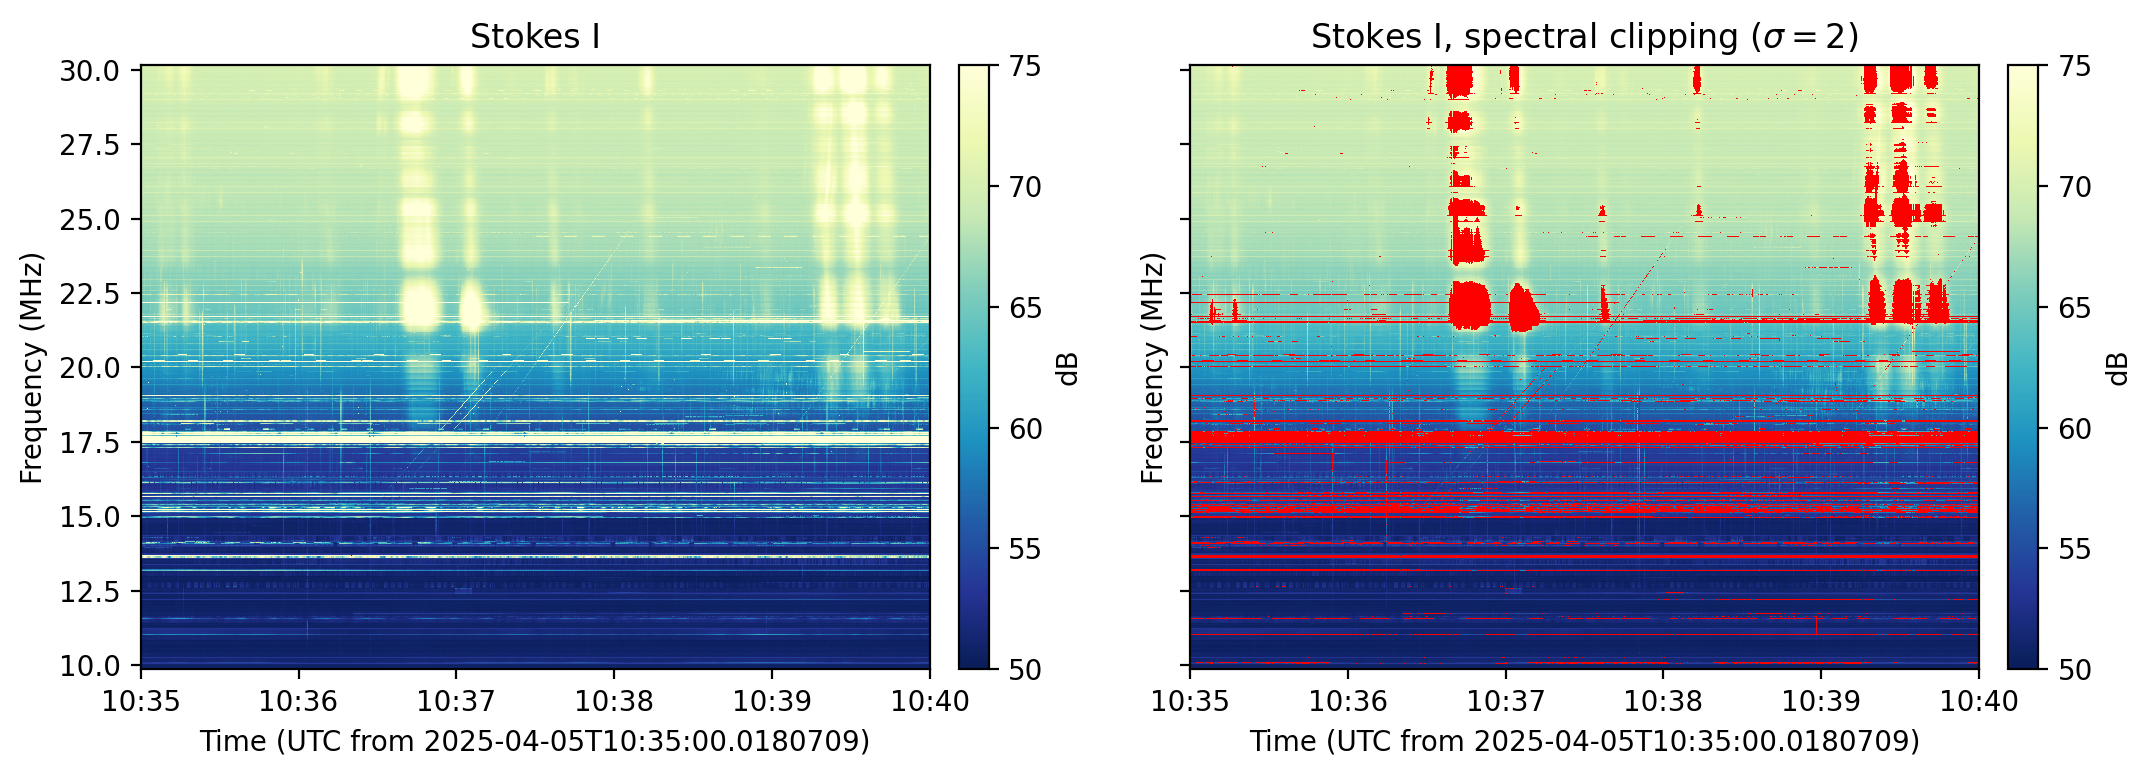 Stokes I
30.0
27.5
25.0
22.5
20.0
17.5
15.0
12.5
10.0
Frequency (MHz)
10:35 10:36 10:37 10:38 10:39 10:40
Time (UTC from 2025-04-05T10:35:00.0180709)
75
70
65
60
55
50
dB
Stokes I, spectral clipping (σ = 2)
Frequency (MHz)
10:35 10:36 10:37 10:38 10:39 10:40
Time (UTC from 2025-04-05T10:35:00.0180709)
75
70
65
60
55
50
dB